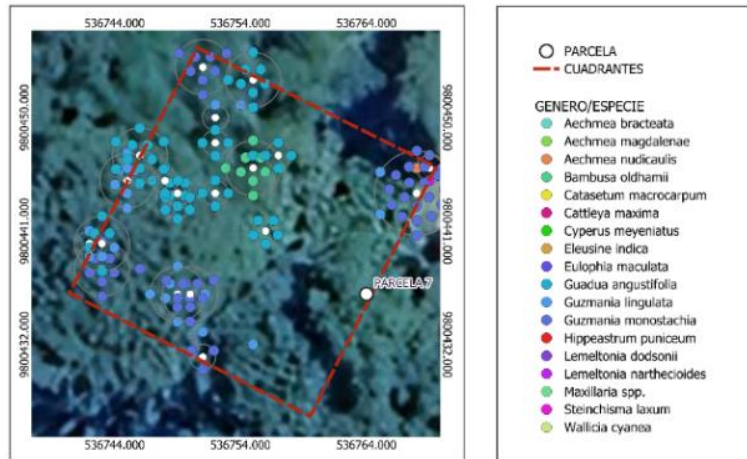 536744.000 536754.000 536764.000
9800450.000
9800450.000
9800441.000
9800441.000
PARCELA 7
9800432.000
9800432.000
536744.000 536754.000 536764.000
PARCELA
CUADRANTES
GENERO/ESPECIE
Aechmea bracteata
Aechmea magdalenae
Aechmea nudicaulis
Bambusa oldhamii
Catasetum macrocarpum
Cattleya maxima
Cyperus meyeniatus
Eleusine indica
Eulophia maculata
Guadua angustifolia
Guzmania lingulata
Guzmania monostachia
Hippeastrum puniceum
Lemeltonia dodsonii
Lemeltonia narthecioides
Maxillaria spp.
Steinchisma laxum
Wallicia cyanea